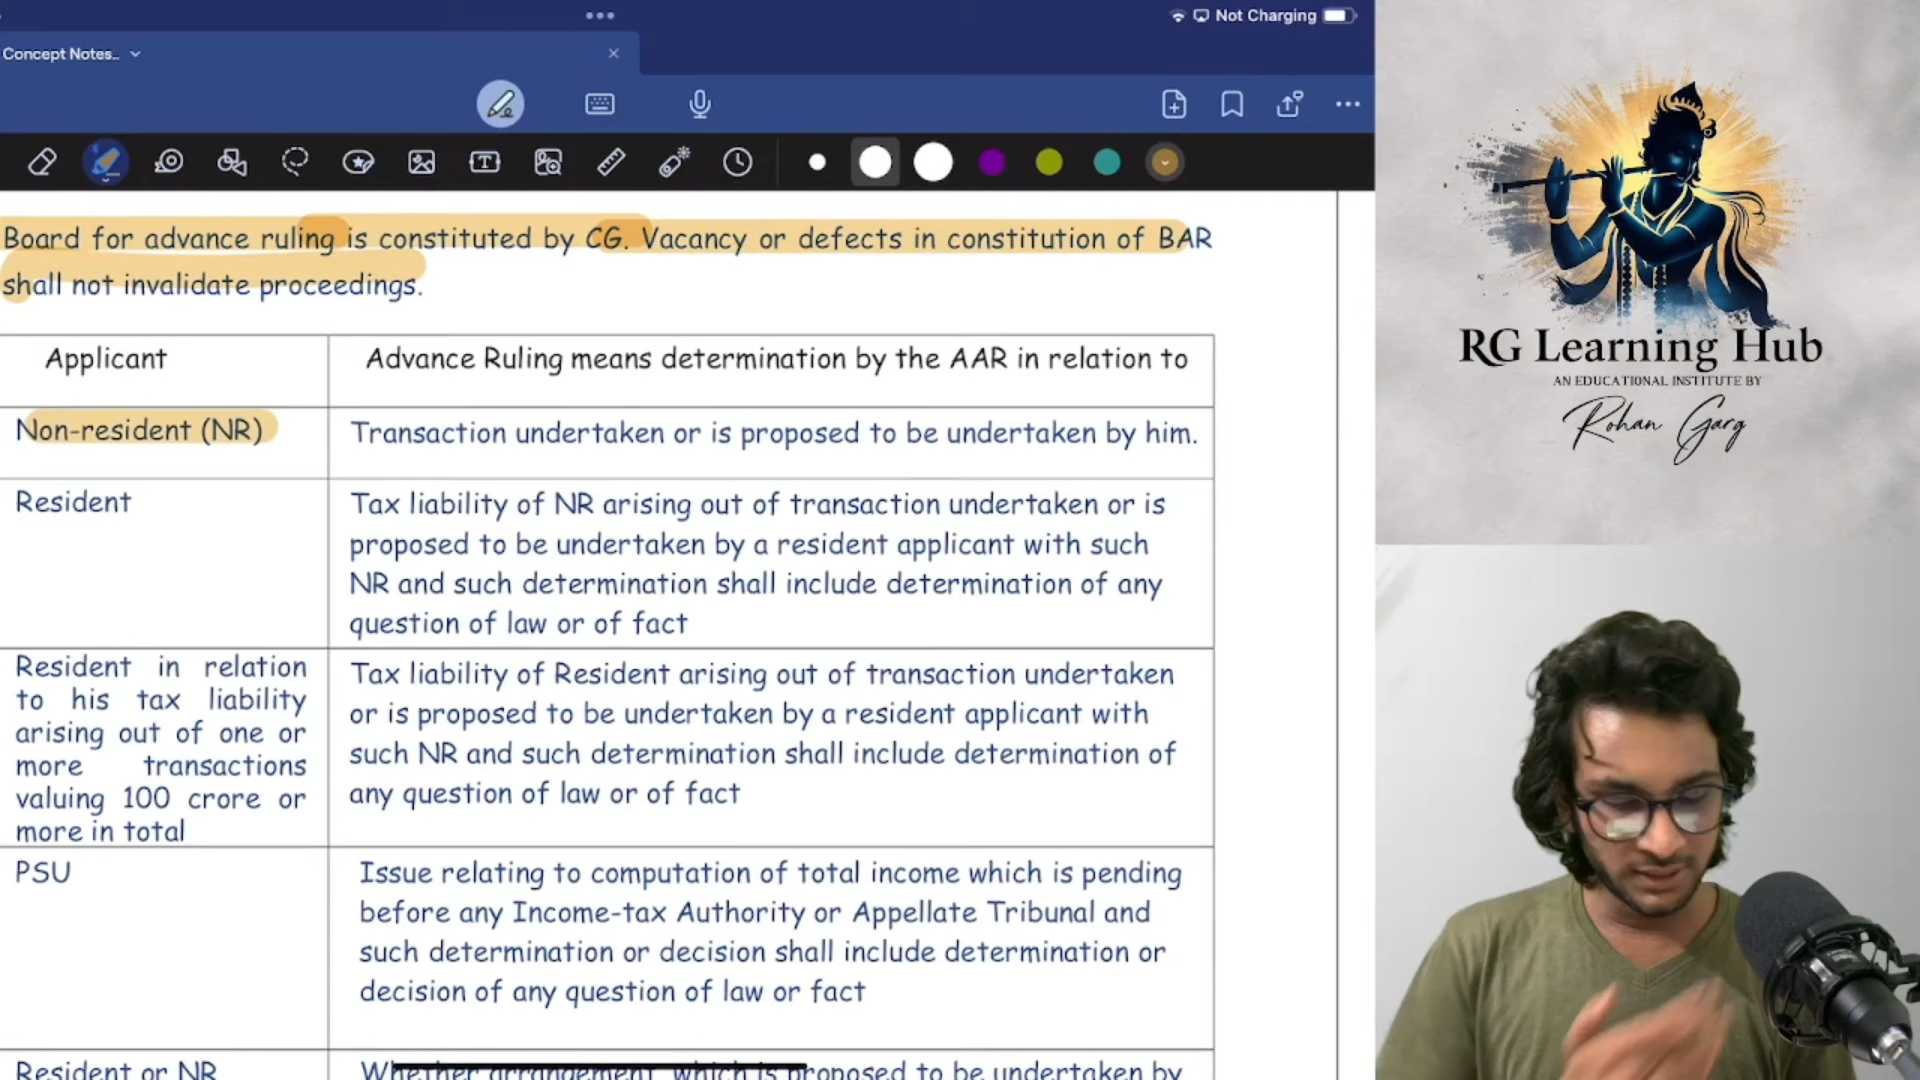 Not Charging
Concept Notes..
Board for advance ruling is constituted by CG. Vacancy or defects in constitution of BAR
shall not invalidate proceedings.
Applicant
Advance Ruling means determination by the AAR in relation to
Non-resident (NR)
Transaction undertaken or is proposed to be undertaken by him.
Resident
Tax liability of NR arising out of transaction undertaken or is
proposed to be undertaken by a resident applicant with such
NR and such determination shall include determination of any
question of law or of fact
Resident in relation
to his tax liability
arising out of one or
more transactions
valuing 100 crore or
more in total
Tax liability of Resident arising out of transaction undertaken
or is proposed to be undertaken by a resident applicant with
such NR and such determination shall include determination of
any question of law or of fact
PSU
Issue relating to computation of total income which is pending
before any Income-tax Authority or Appellate Tribunal and
such determination or decision shall include determination or
decision of any question of law or fact
Resident or NR
Whether arrangement, which is proposed to be undertaken by
RG Learning Hub
AN EDUCATIONAL INSTITUTE BY
Rohan Garg